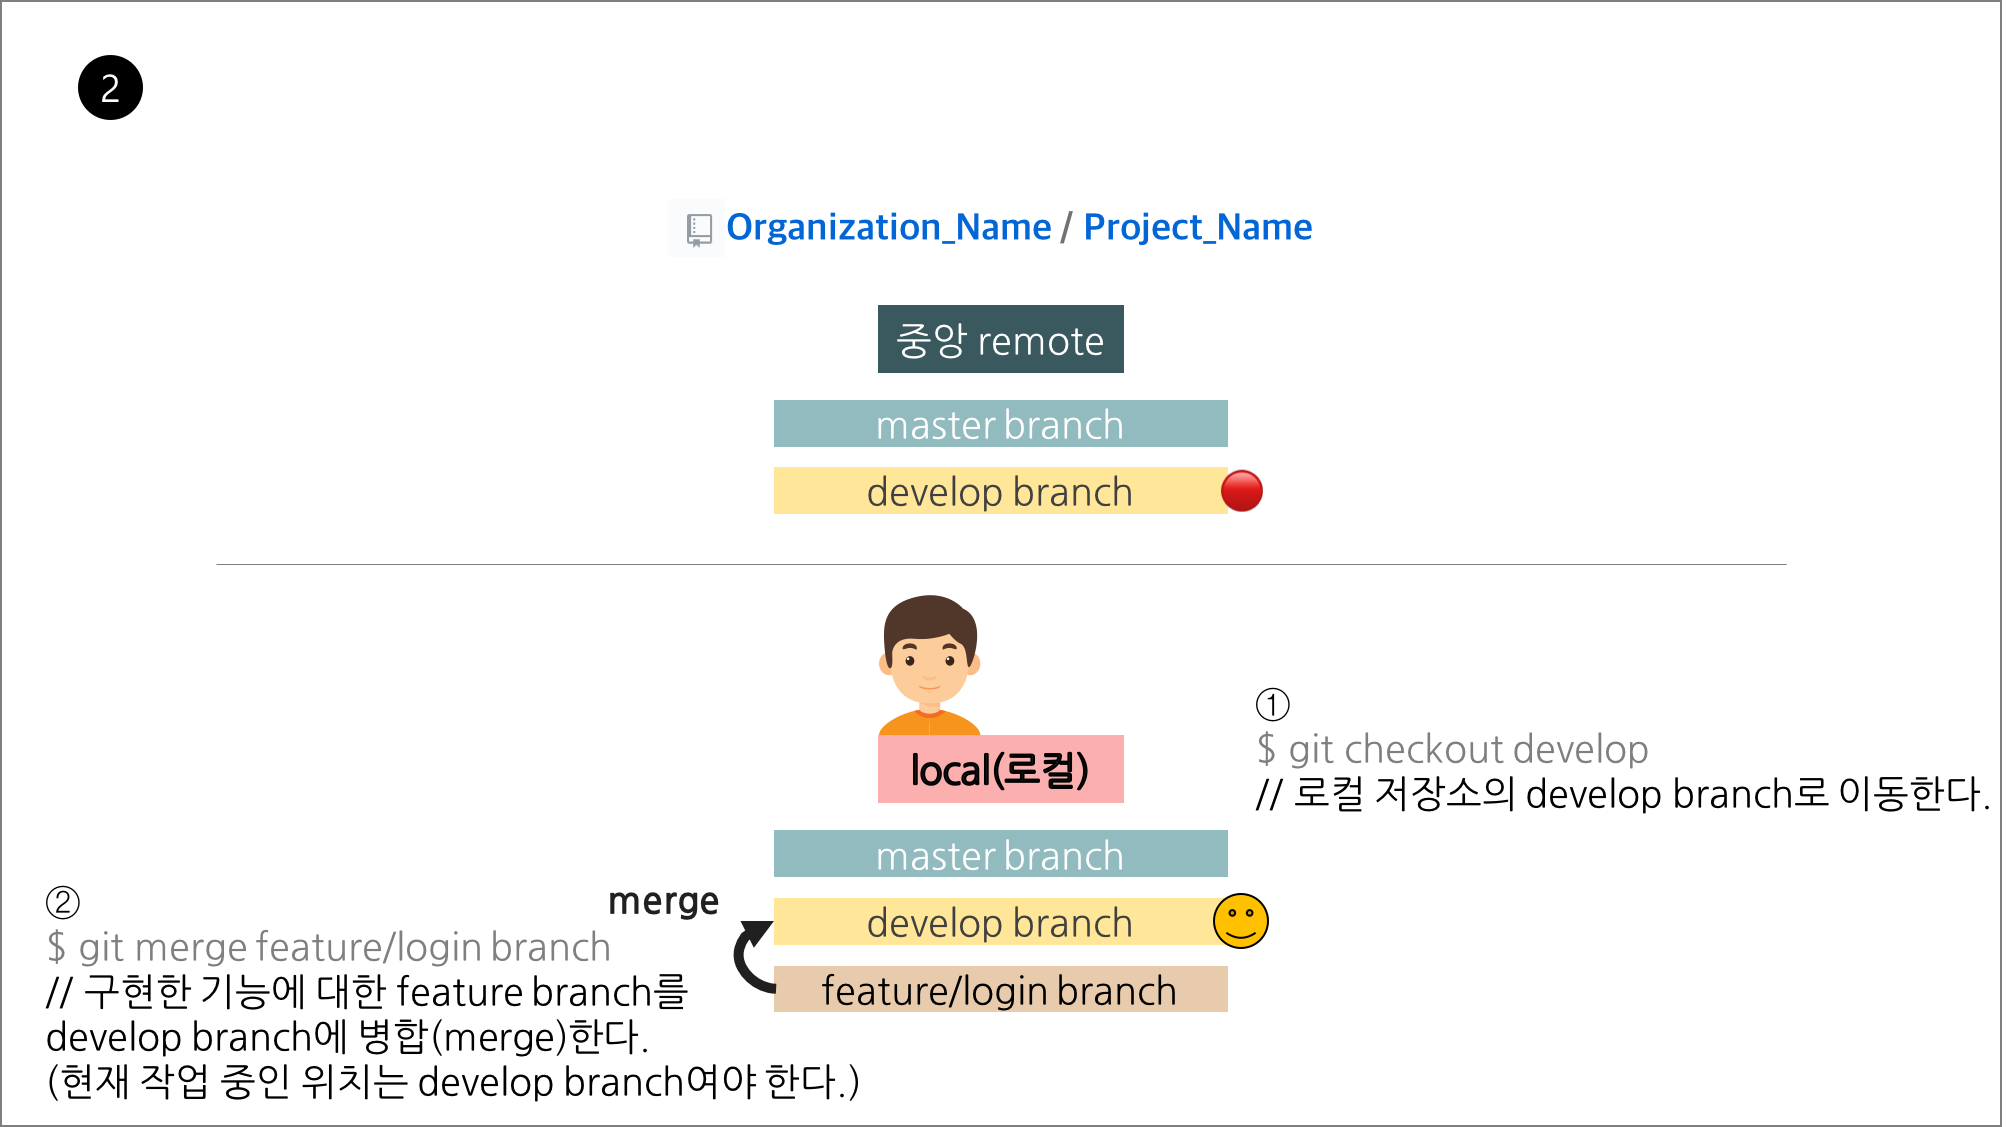 2
Organization_Name / Project_Name
중앙 remote
master branch
develop branch
local(로컬)
①
$ git checkout develop
// 로컬 저장소의 develop branch로 이동한다.
master branch
merge
develop branch
feature/login branch
②
$ git merge feature/login branch
// 구현한 기능에 대한 feature branch를
develop branch에 병합(merge)한다.
(현재 작업 중인 위치는 develop branch여야 한다.)